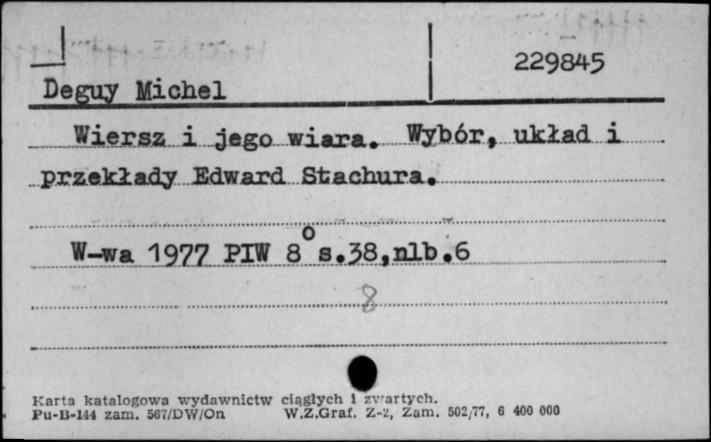 229845
Deguy Michel
Wiersz i jego wiara. Wybór, układ i
przekłady Edward Stachura.
W-wa 1977 PIW 8° s.38,nlb.6
8
Karta katalogowa wydawnictw ciągłych i zwartych.
Pu-B-144 zam. 567/DW/On W.Z.Graf. Z-2, Zam. 502/77, 6 400 000